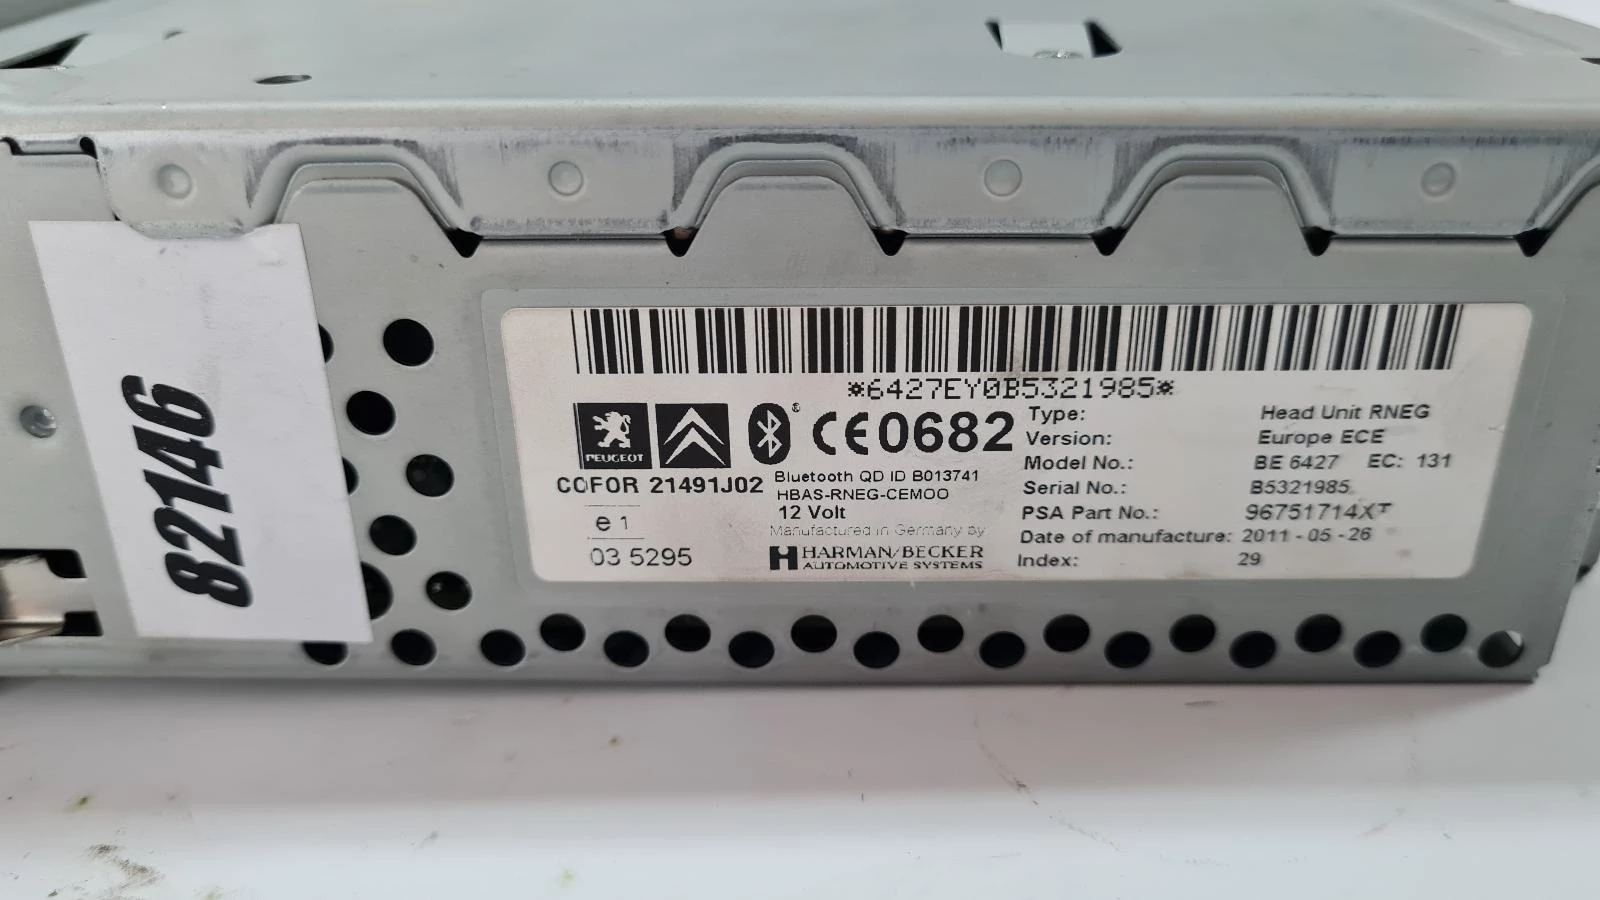 82146
*6427EY0B5321985*
PEUGEOT
® CE0682
COFOR 21491J02
Bluetooth QD ID B013741
HBAS-RNEG-CEMOO
12 Volt
Manufactured in Germany by
HARMAN/BECKER
AUTOMOTIVE SYSTEMS
e1
03 5295
Type: Head Unit RNEG
Version: Europe ECE
Model No.: BE 6427 EC: 131
Serial No.: B5321985
PSA Part No.: 96751714XT
Date of manufacture: 2011-05-26
Index: 29